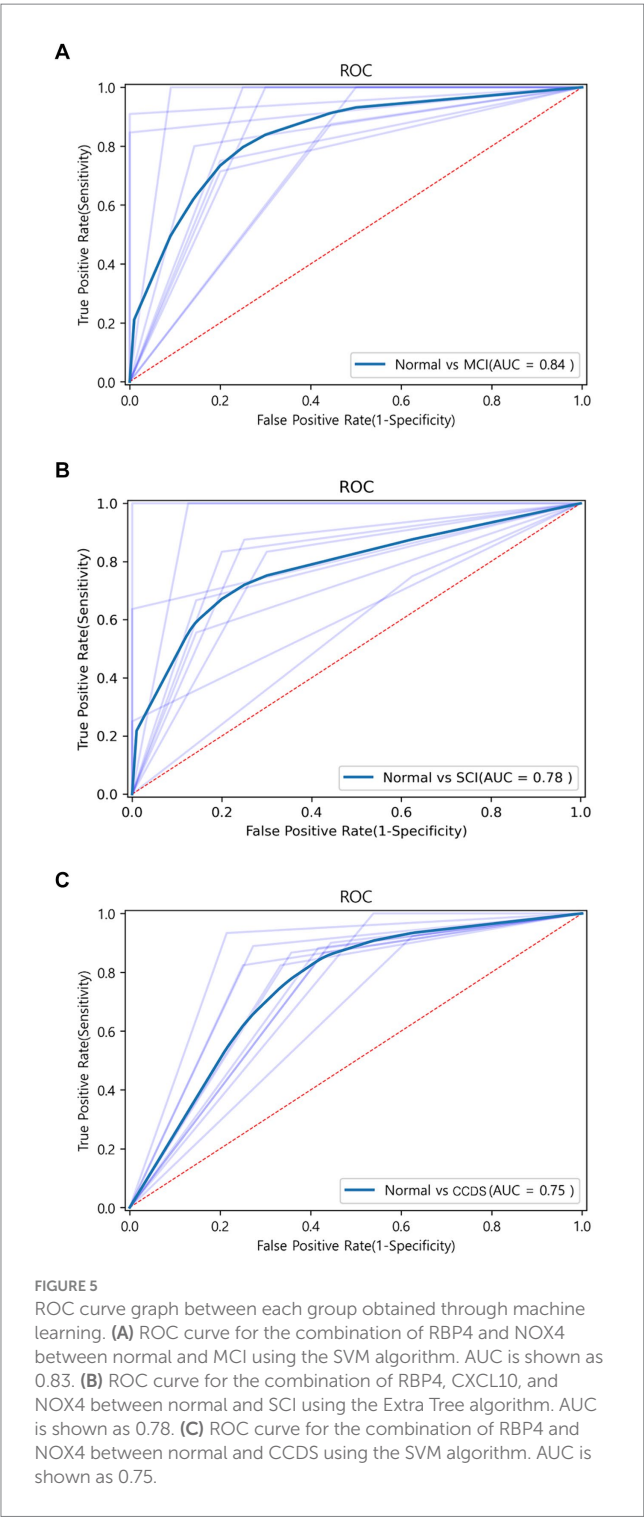 A
ROC
1.0
0.8
0.6
0.4
0.2
0.0
True Positive Rate(Sensitivity)
Normal vs MCI(AUC = 0.84 )
0.0 0.2 0.4 0.6 0.8 1.0
False Positive Rate(1-Specificity)
B
ROC
1.0
0.8
0.6
0.4
0.2
0.0
True Positive Rate(Sensitivity)
Normal vs SCI(AUC = 0.78 )
0.0 0.2 0.4 0.6 0.8 1.0
False Positive Rate(1-Specificity)
C
ROC
1.0
0.8
0.6
0.4
0.2
0.0
True Positive Rate(Sensitivity)
Normal vs CCDS(AUC = 0.75 )
0.0 0.2 0.4 0.6 0.8 1.0
False Positive Rate(1-Specificity)
FIGURE 5
ROC curve graph between each group obtained through machine
learning. (A) ROC curve for the combination of RBP4 and NOX4
between normal and MCI using the SVM algorithm. AUC is shown as
0.83. (B) ROC curve for the combination of RBP4, CXCL10, and
NOX4 between normal and SCI using the Extra Tree algorithm. AUC
is shown as 0.78. (C) ROC curve for the combination of RBP4 and
NOX4 between normal and CCDS using the SVM algorithm. AUC is
shown as 0.75.